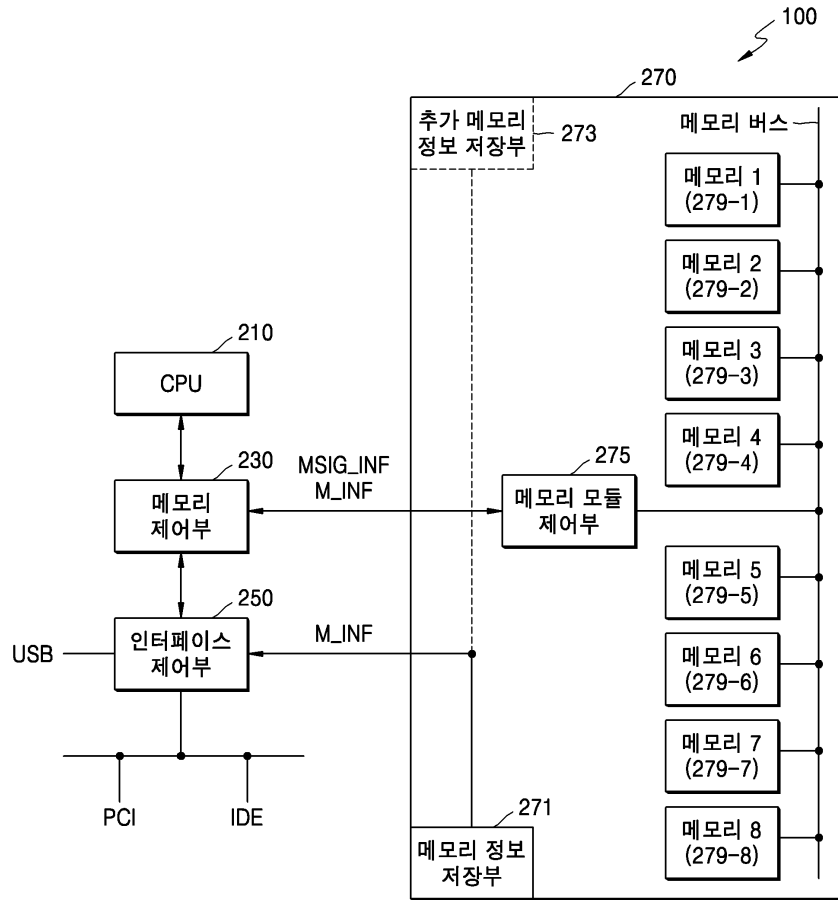 100
270
추가 메모리
정보 저장부
273
메모리 버스
메모리 1
(279-1)
메모리 2
(279-2)
210
CPU
메모리 3
(279-3)
메모리 4
(279-4)
230
메모리
제어부
MSIG_INF
M_INF
275
메모리 모듈
제어부
메모리 5
(279-5)
250
인터페이스
제어부
USB
M_INF
메모리 6
(279-6)
메모리 7
(279-7)
PCI
IDE
271
메모리 정보
저장부
메모리 8
(279-8)